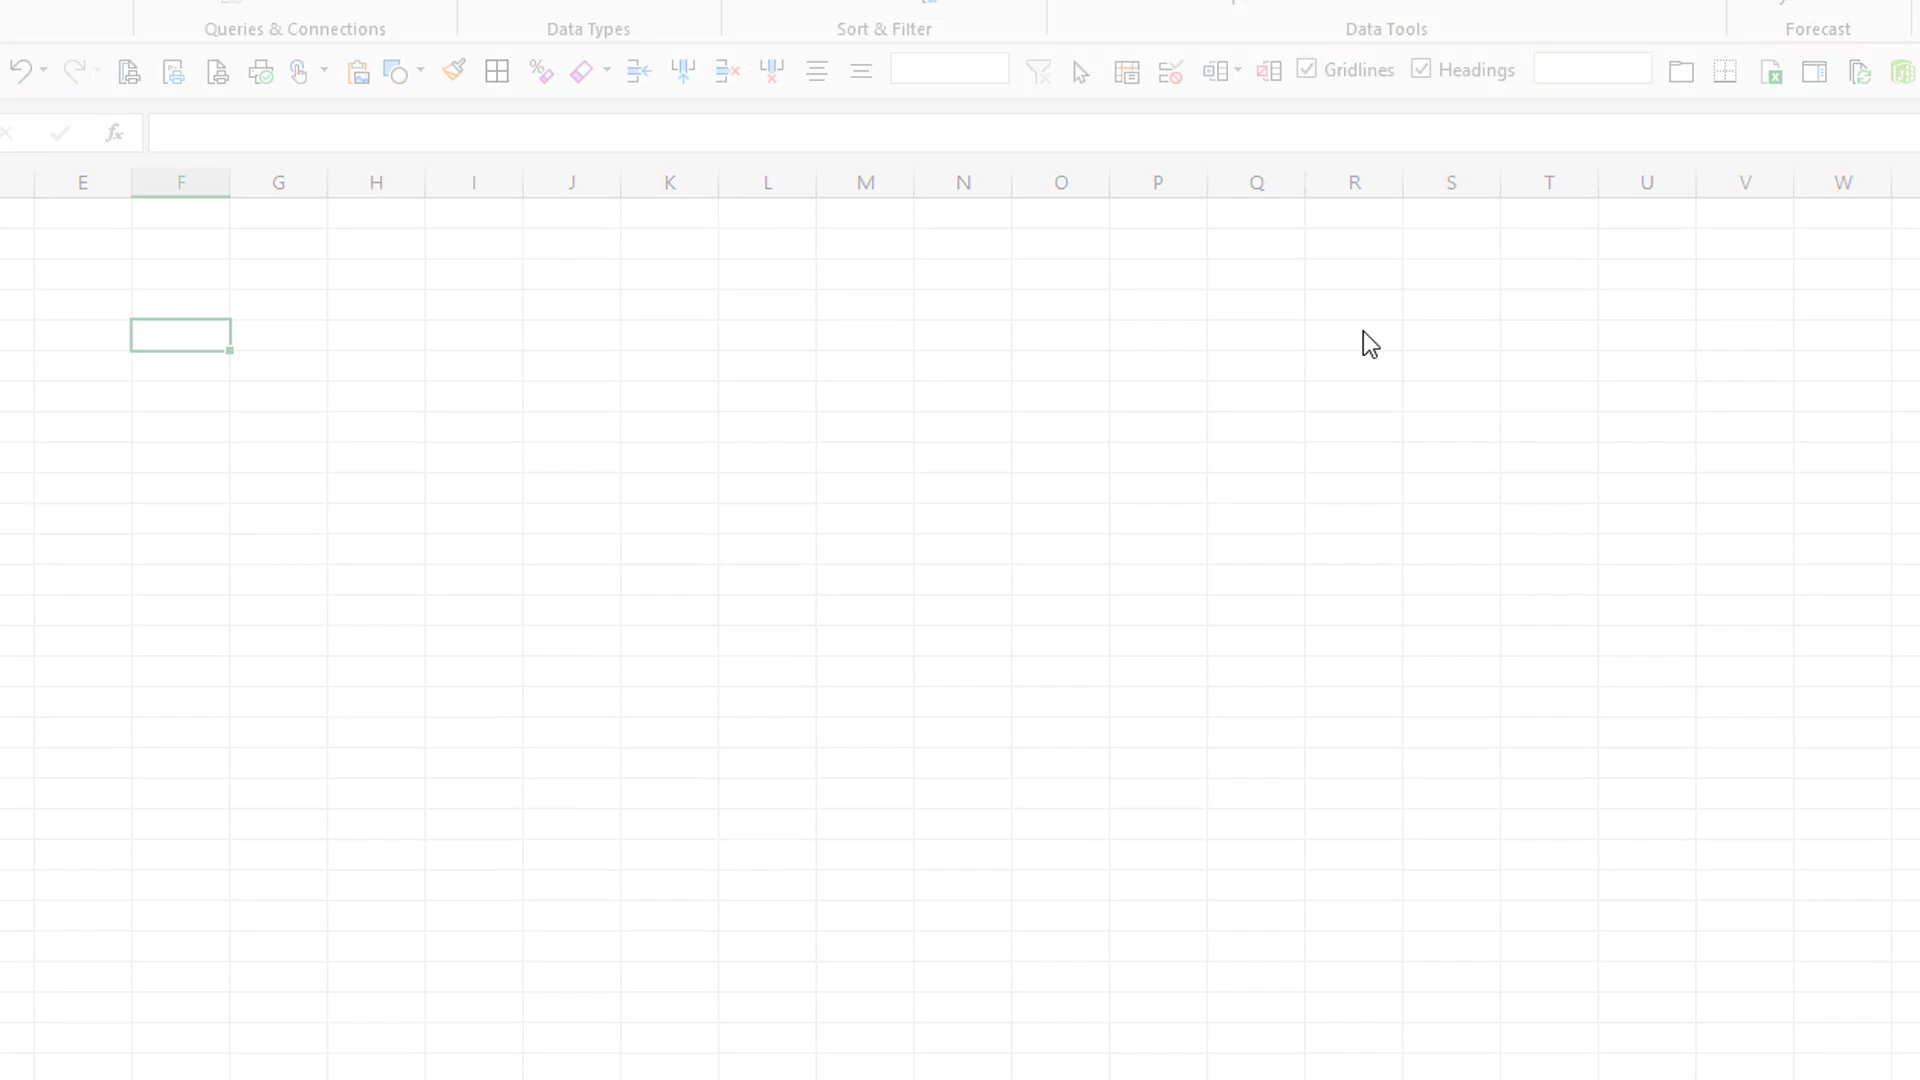 Queries & Connections Data Types Sort & Filter Data Tools Forecast
Gridlines Headings
fx
E F G H I J K L M N O P Q R S T U V W